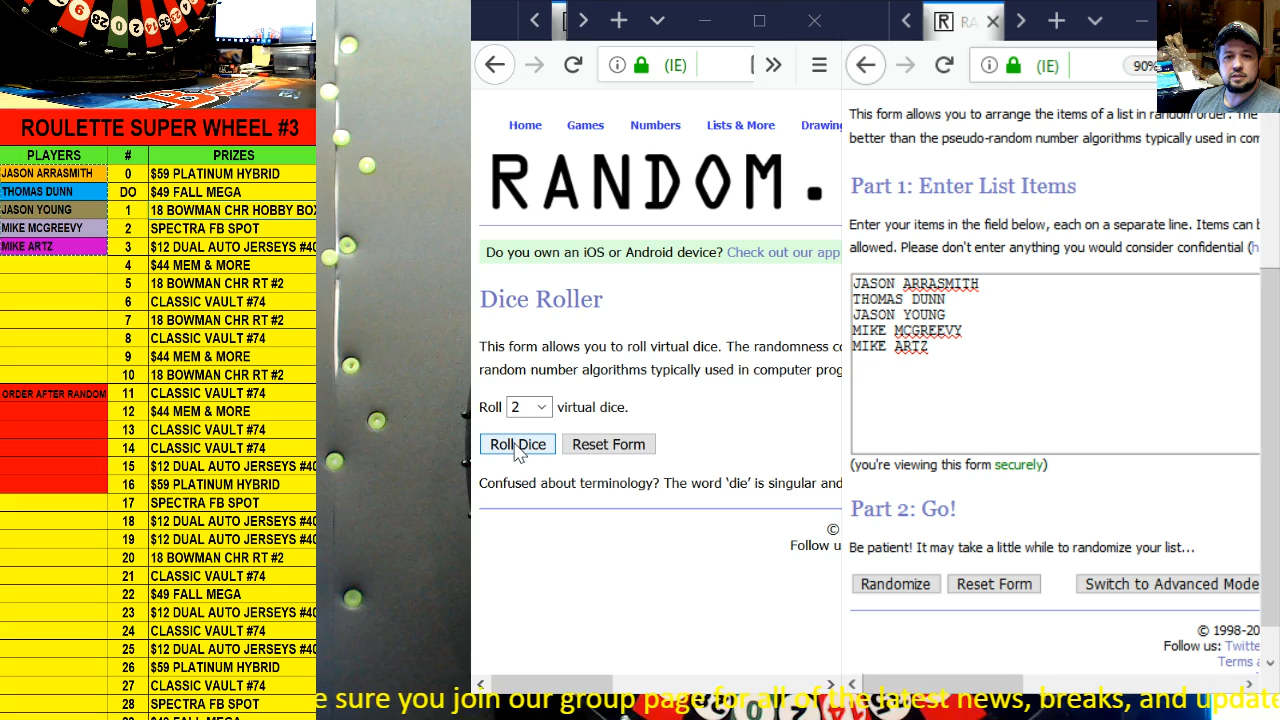 ROULETTE SUPER WHEEL #3
PLAYERS # PRIZES
JASON ARRASMITH 0 $59 PLATINUM HYBRID
THOMAS DUNN DO $49 FALL MEGA
JASON YOUNG 1 18 BOWMAN CHR HOBBY BOX
MIKE MCGREEVY 2 SPECTRA FB SPOT
MIKE ARTZ 3 $12 DUAL AUTO JERSEYS #40
4 $44 MEM & MORE
5 18 BOWMAN CHR RT #2
6 CLASSIC VAULT #74
7 18 BOWMAN CHR RT #2
8 CLASSIC VAULT #74
9 $44 MEM & MORE
10 18 BOWMAN CHR RT #2
ORDER AFTER RANDOM 11 CLASSIC VAULT #74
12 $44 MEM & MORE
13 CLASSIC VAULT #74
14 CLASSIC VAULT #74
15 $12 DUAL AUTO JERSEYS #40
16 $59 PLATINUM HYBRID
17 SPECTRA FB SPOT
18 $12 DUAL AUTO JERSEYS #40
19 $12 DUAL AUTO JERSEYS #40
20 18 BOWMAN CHR RT #2
21 CLASSIC VAULT #74
22 $49 FALL MEGA
23 $12 DUAL AUTO JERSEYS #40
24 CLASSIC VAULT #74
25 $12 DUAL AUTO JERSEYS #40
26 $59 PLATINUM HYBRID
27 CLASSIC VAULT #74
28 SPECTRA FB SPOT
(IE)
Home Games Numbers Lists & More Drawin
RANDOM.
Do you own an iOS or Android device? Check out our app
Dice Roller
This form allows you to roll virtual dice. The randomness co
random number algorithms typically used in computer prog
Roll 2 virtual dice.
Roll Dice Reset Form
Confused about terminology? The word ‘die’ is singular and
©
Follow u
R RA
(IE) 90%
This form allows you to arrange the items of a list in random order. The
better than the pseudo-random number algorithms typically used in com
Part 1: Enter List Items
Enter your items in the field below, each on a separate line. Items can b
allowed. Please don't enter anything you would consider confidential (h
JASON ARRASMITH
THOMAS DUNN
JASON YOUNG
MIKE MCGREEVY
MIKE ARTZ
(you're viewing this form securely)
Part 2: Go!
Be patient! It may take a little while to randomize your list...
Randomize Reset Form Switch to Advanced Mode
© 1998-20
Follow us: Twitte
Terms a
e sure you join our group page for all of the latest news, breaks, and update